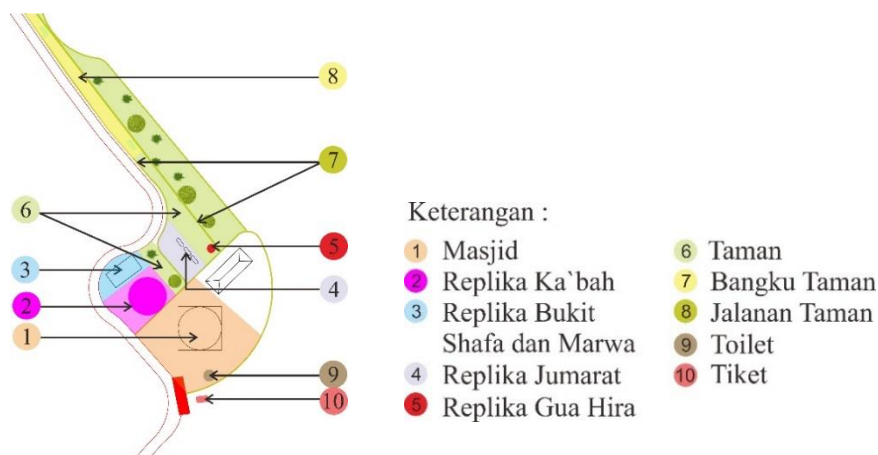 8
7
6
5
3
4
2
1
9
10
Keterangan :
1 Masjid
2 Replika Ka`bah
3 Replika Bukit
Shafa dan Marwa
4 Replika Jumarat
5 Replika Gua Hira
6 Taman
7 Bangku Taman
8 Jalanan Taman
9 Toilet
10 Tiket